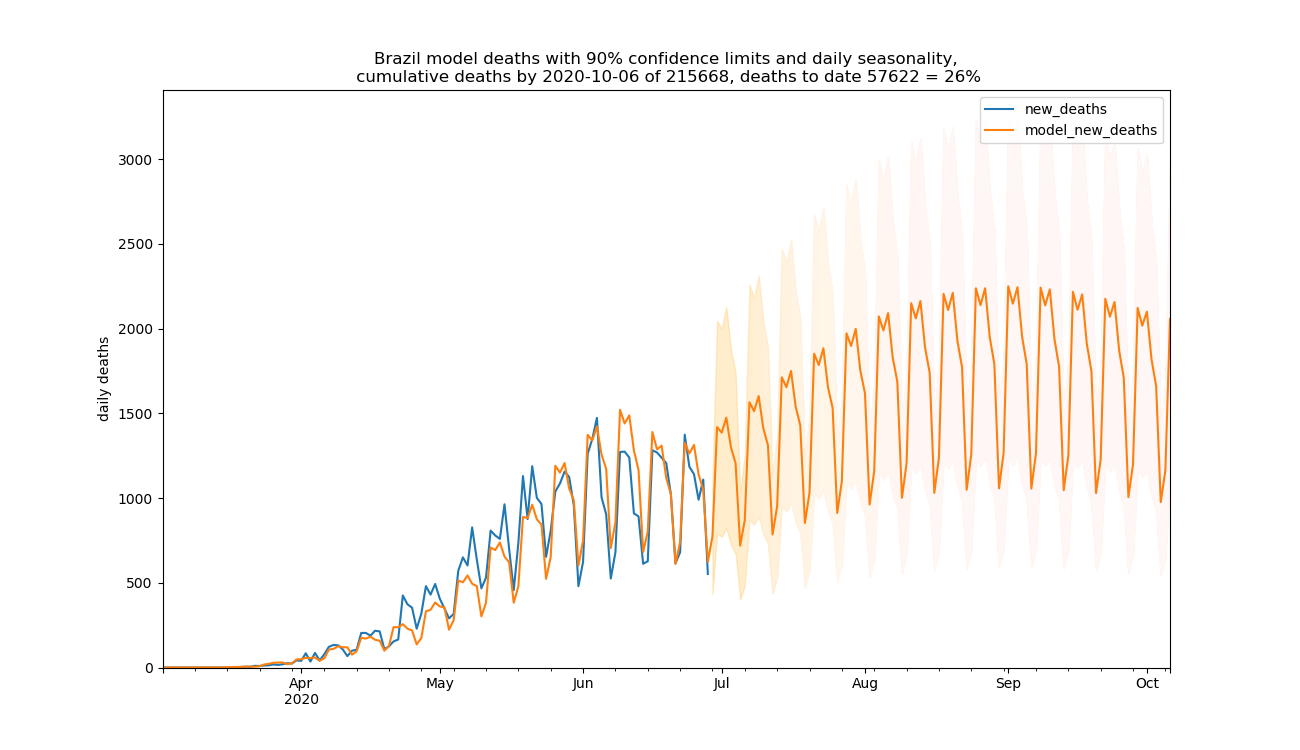 Brazil model deaths with 90% confidence limits and daily seasonality,
cumulative deaths by 2020-10-06 of 215668, deaths to date 57622 = 26%
new_deaths
model_new_deaths
3000
2500
2000
1500
1000
500
0
daily deaths
Apr May Jun Jul Aug Sep Oct
2020